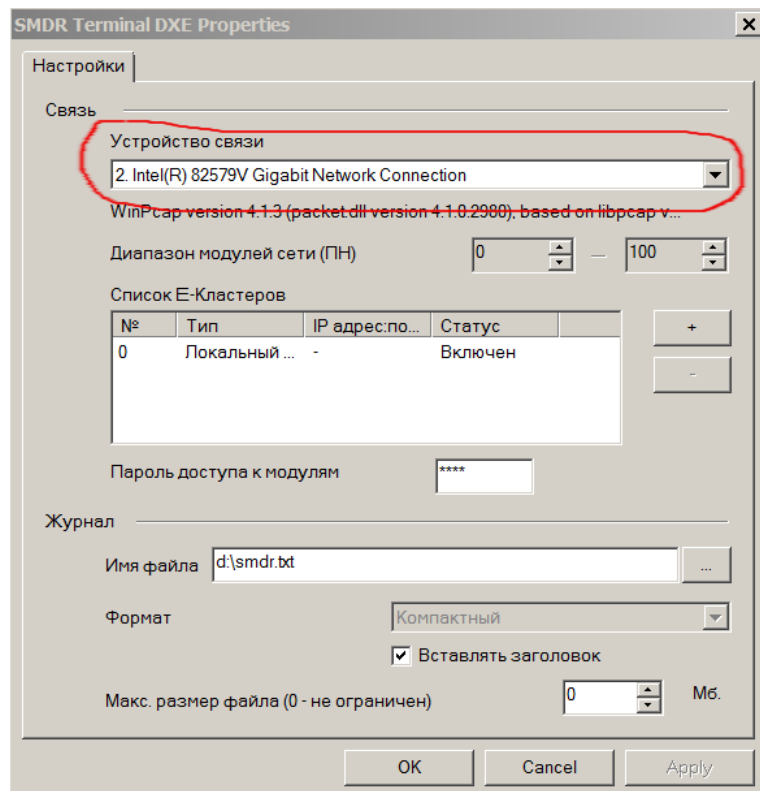 SMDR Terminal DXE Properties
Настройки
Связь
Устройство связи
2. Intel(R) 82579V Gigabit Network Connection
WinPcap version 4.1.3 (packet.dll version 4.1.0.2980), based on libpcap v...
Диапазон модулей сети (ПН) 0 — 100
Список Е-Кластеров
№ Тип IP адрес:по... Статус
0 Локальный ... - Включен
+
-
Пароль доступа к модулям ****
Журнал
Имя файла d:\smdr.txt ...
Формат Компактный
Вставлять заголовок
Макс. размер файла (0 - не ограничен) 0 Мб.
OK Cancel Apply